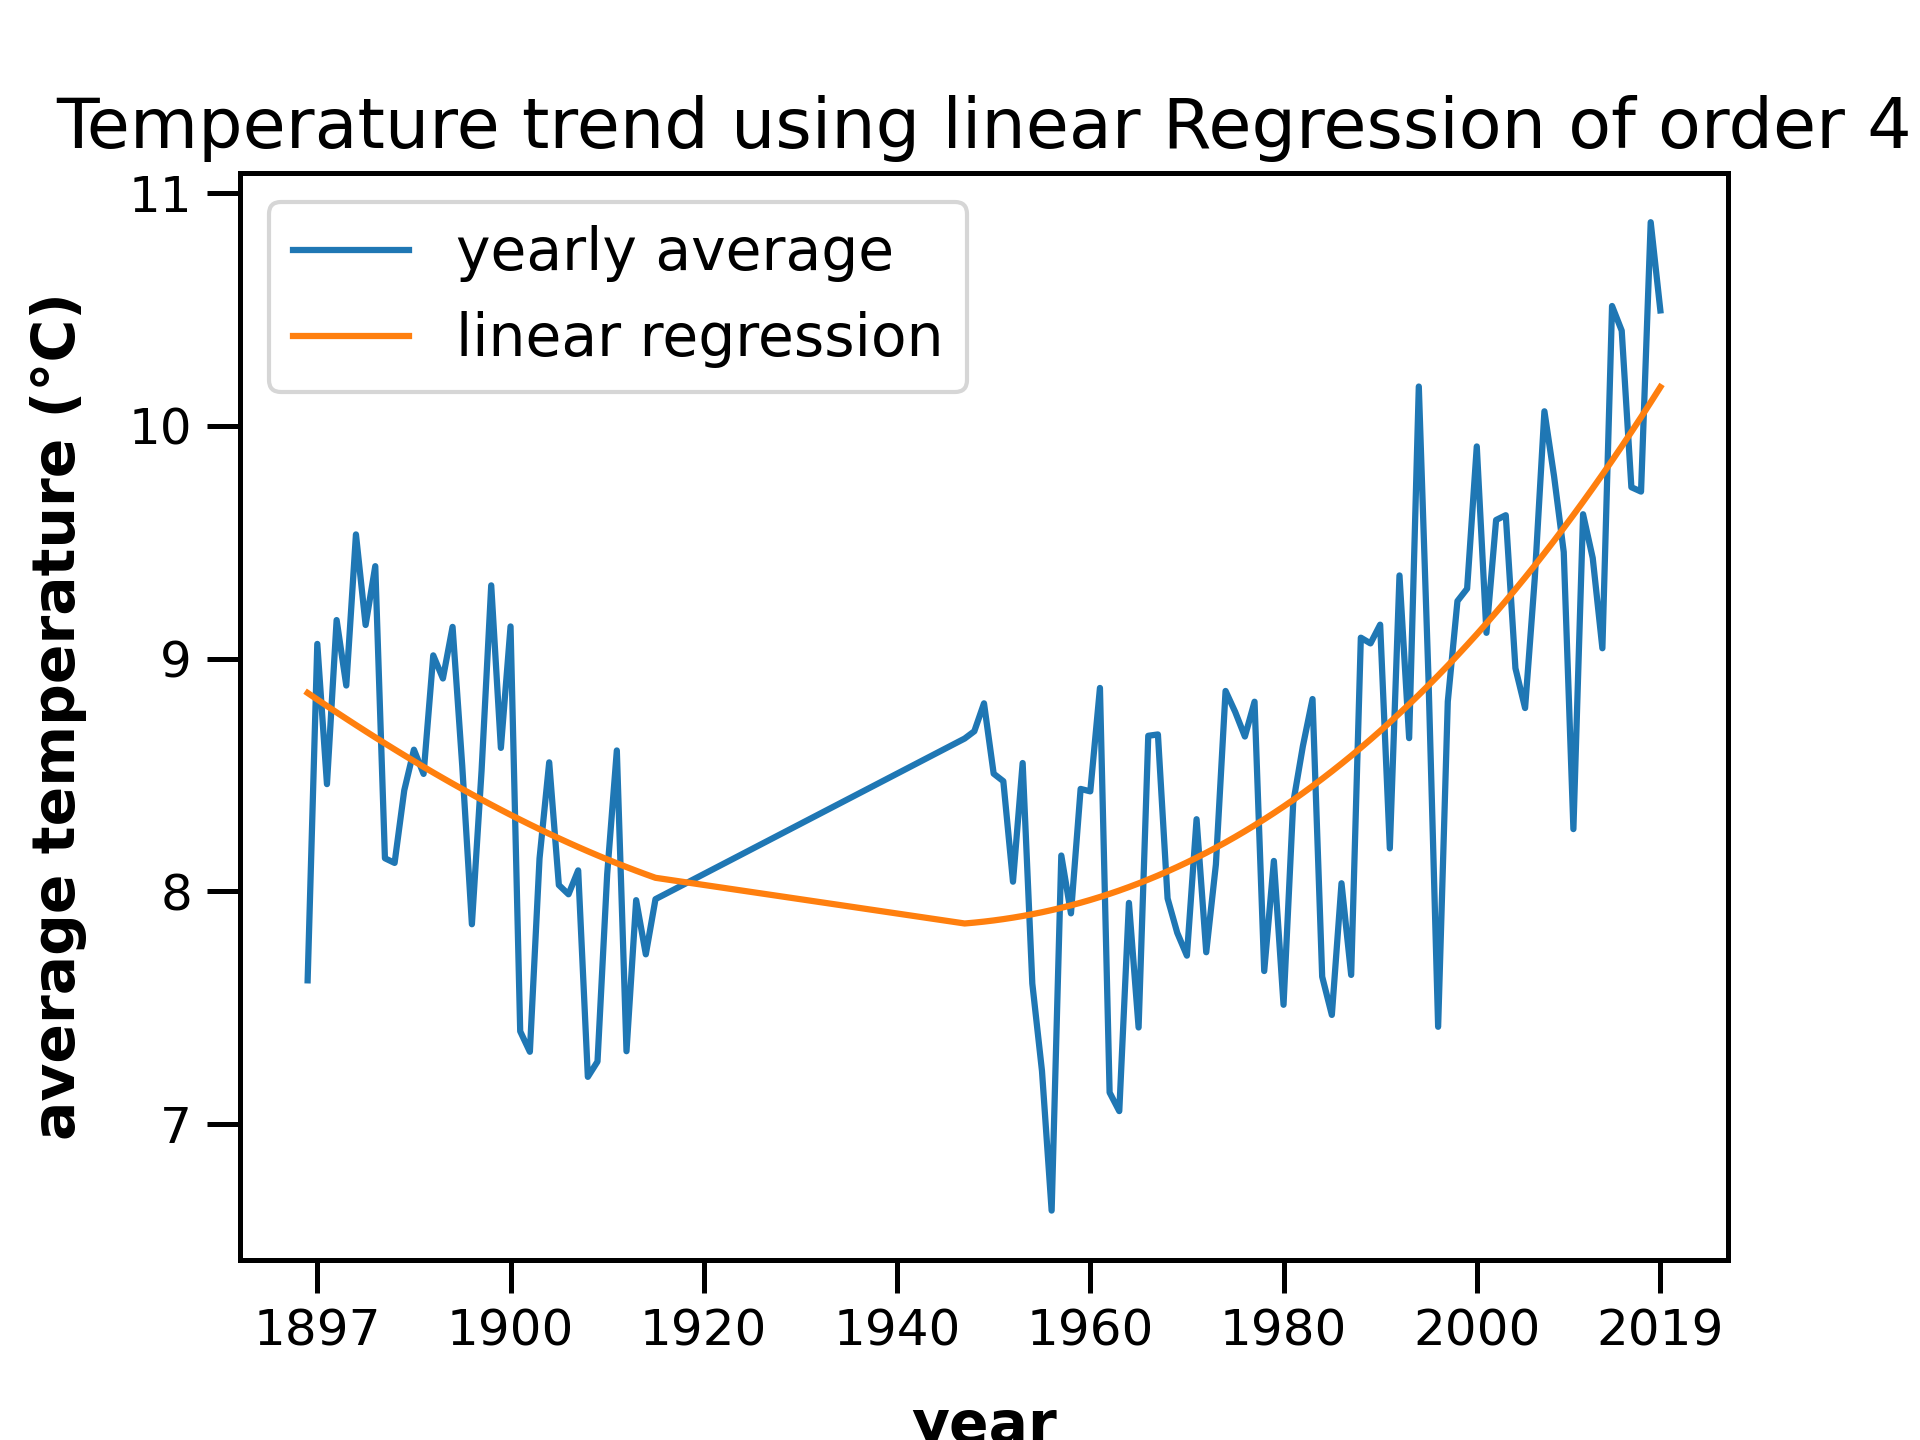 Temperature trend using linear Regression of order 4
11
yearly average
linear regression
10
9
8
7
average temperature (°C)
1897 1900 1920 1940 1960 1980 2000 2019
year